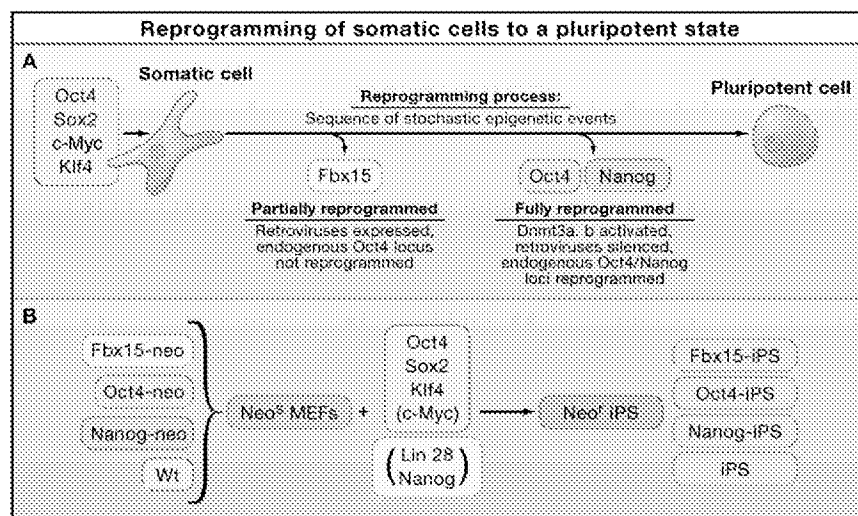 Reprogramming of somatic cells to a pluripotent state
A
Oct4
Sox2
c-Myc
Klf4
Somatic cell
Reprogramming process:
Sequence of stochastic epigenetic events
Pluripotent cell
Fbx15
Partially reprogrammed
Retroviruses expressed,
endogenous Oct4 locus
not reprogrammed
Oct4 Nanog
Fully reprogrammed
Dnmt3a, b activated,
retroviruses silenced,
endogenous Oct4/Nanog
loci reprogrammed
B
Fbx15-neo
Oct4-neo
Nanog-neo
Wt
Neoˢ MEFs +
Oct4
Sox2
Klf4
(c-Myc)
(Lin 28
Nanog)
Neoʳ iPS
Fbx15-iPS
Oct4-iPS
Nanog-iPS
iPS